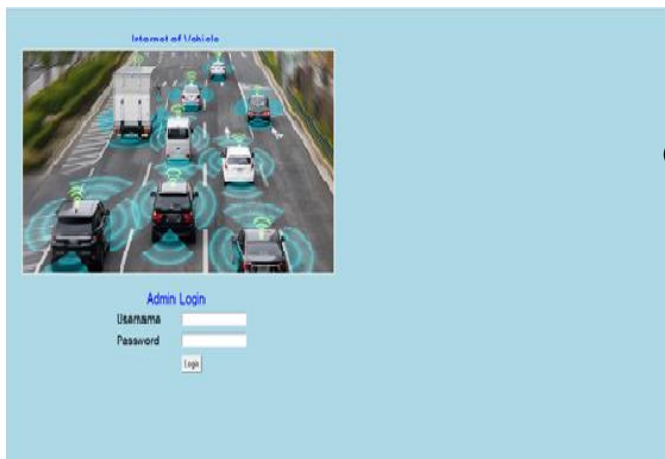 Internet of Vehicle
Admin Login
Username
Password
Login